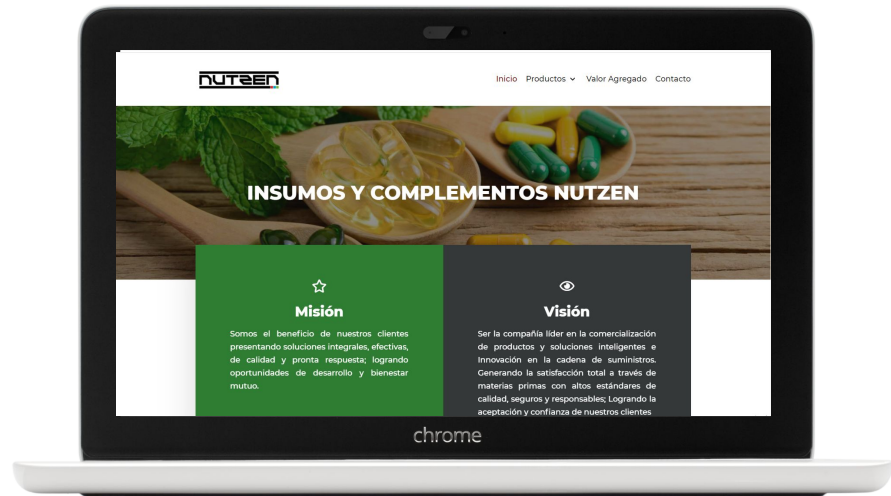 NUTZEN
Inicio Productos Valor Agregado Contacto
INSUMOS Y COMPLEMENTOS NUTZEN
Misión
Somos el beneficio de nuestros clientes
presentando soluciones integrales, efectivas,
de calidad y pronta respuesta; logrando
oportunidades de desarrollo y bienestar
mutuo.
Visión
Ser la compañía líder en la comercialización
de productos y soluciones inteligentes e
Innovación en la cadena de suministros.
Generando la satisfacción total a través de
materias primas con altos estándares de
calidad, seguros y responsables; Logrando la
aceptación y confianza de nuestros clientes
chrome